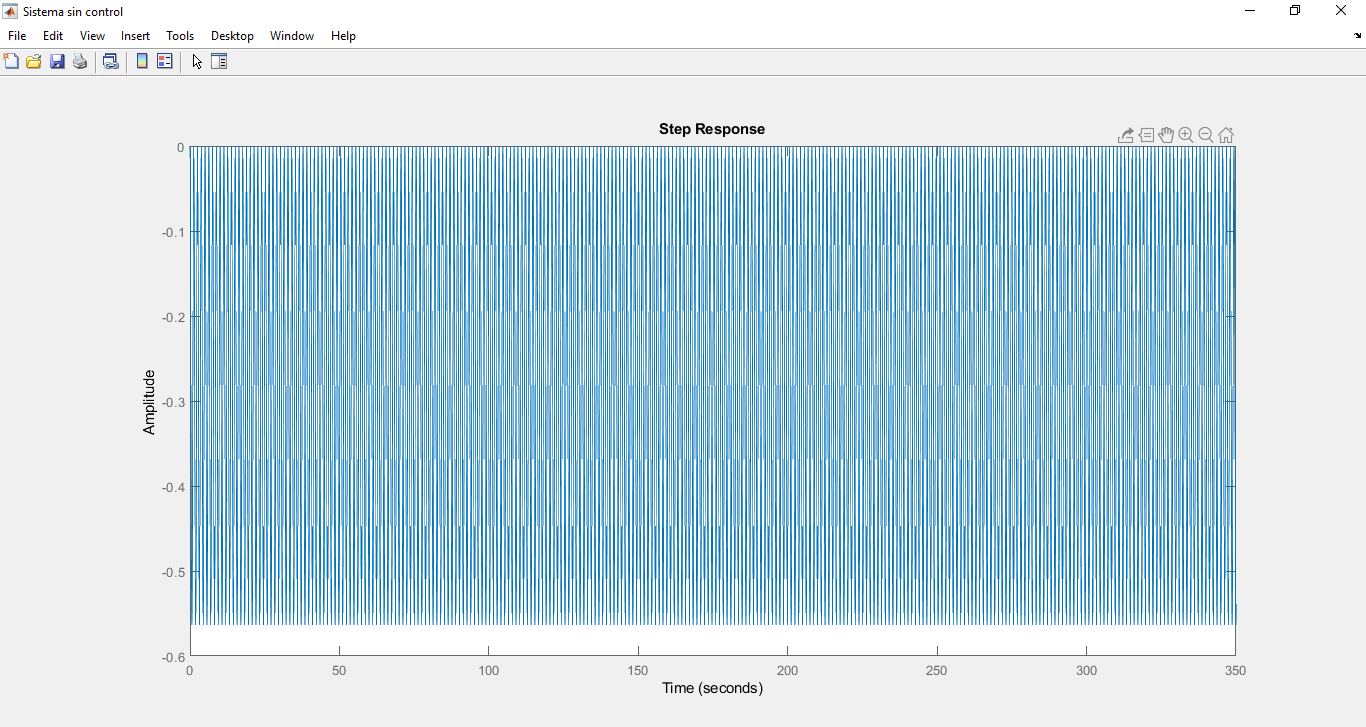 Sistema sin control
File Edit View Insert Tools Desktop Window Help
Step Response
0
-0.1
-0.2
-0.3
-0.4
-0.5
-0.6
Amplitude
0 50 100 150 200 250 300 350
Time (seconds)